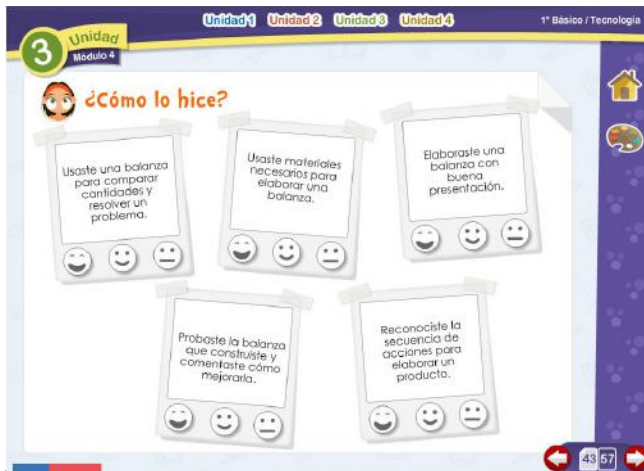 Unidad 1 Unidad 2 Unidad 3 Unidad 4
1° Básico / Tecnología
3 Unidad
Módulo 4
¿Cómo lo hice?
Usaste una balanza
para comparar
cantidades y
resolver un
problema.
Usaste materiales
necesarios para
elaborar una
balanza.
Elaboraste una
balanza con
buena
presentación.
Probaste la balanza
que construiste y
comentaste cómo
mejorarla.
Reconociste la
secuencia de
acciones para
elaborar un
producto.
43 57